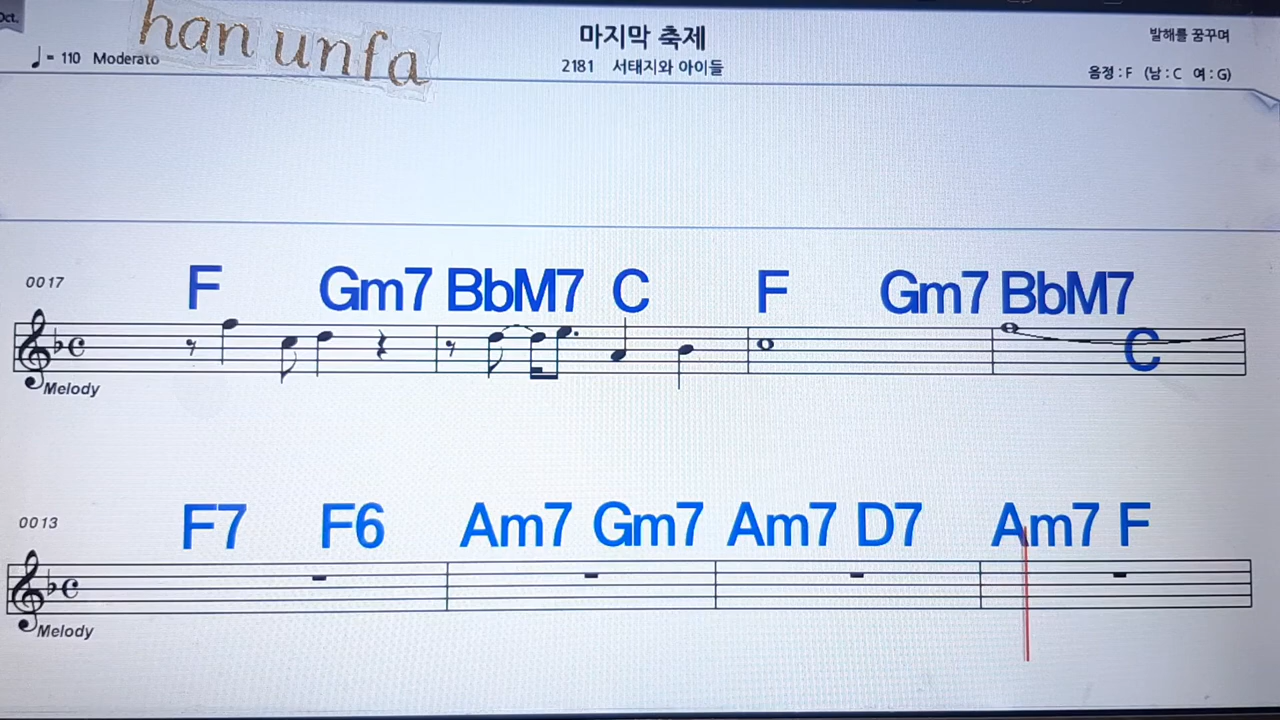 Oct.
han unfa
마지막 축제
발해를 꿈꾸며
♩= 110 Moderato
2181 서태지와 아이들
음정 : F (남 : C 여 : G)
0017
F Gm7 BbM7 C F Gm7 BbM7
C
Melody
0013
F7 F6 Am7 Gm7 Am7 D7 Am7 F
Melody